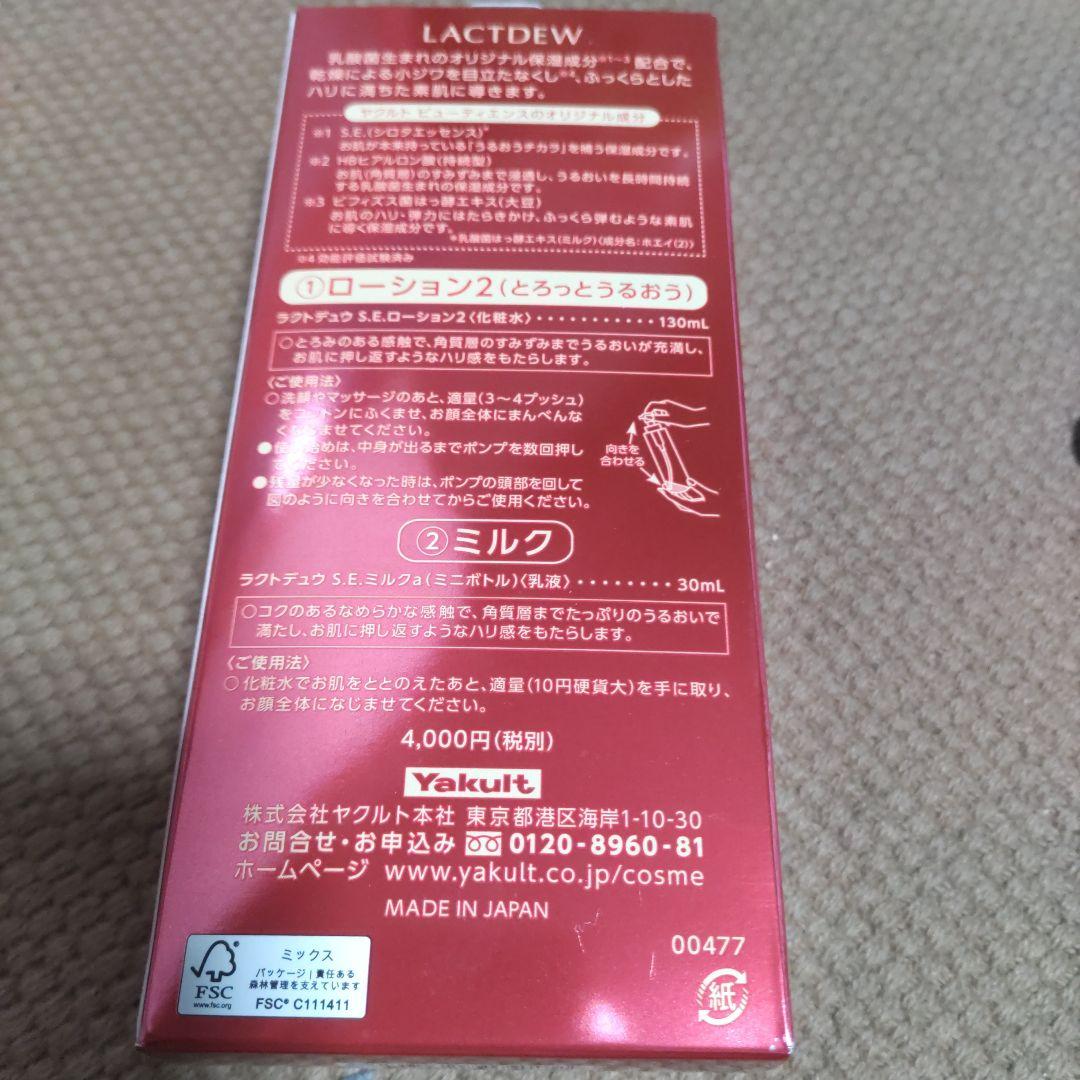 LACTDEW
乳酸菌生まれのオリジナル保湿成分※1~3配合で、
乾燥による小ジワを目立たなくし※4、ふっくらとした
ハリに満ちた素肌に導きます。
ヤクルト ビューティエンスのオリジナル成分
※1 S.E.(シロタエッセンス)*
お肌が本来持っている「うるおうチカラ」を補う保湿成分です。
※2 HBヒアルロン酸(持続型)
お肌(角質層)のすみずみまで浸透し、うるおいを長時間持続
する乳酸菌生まれの保湿成分です。
※3 ビフィズス菌はっ酵エキス(大豆)
お肌のハリ・弾力にはたらきかけ、ふっくら弾むような素肌
に導く保湿成分です。
*乳酸菌はっ酵エキス(ミルク)〈成分名:ホエイ(2)〉
※4 効能評価試験済み
①ローション2(とろっとうるおう)
ラクトデュウ S.E.ローション2〈化粧水〉・・・・・・・・・・・130mL
○とろみのある感触で、角質層のすみずみまでうるおいが充満し、
お肌に押し返すようなハリ感をもたらします。
〈ご使用法〉
○洗顔やマッサージのあと、適量(3~4プッシュ)
をコットンにふくませ、お顔全体にまんべんな
くなじませてください。
●使い始めは、中身が出るまでポンプを数回押し
てください。
●残量が少なくなった時は、ポンプの頭部を回して
図のように向きを合わせてからご使用ください。
向きを
合わせる
②ミルク
ラクトデュウ S.E.ミルクa(ミニボトル)〈乳液〉・・・・・・・・30mL
○コクのあるなめらかな感触で、角質層までたっぷりのうるおいで
満たし、お肌に押し返すようなハリ感をもたらします。
〈ご使用法〉
○化粧水でお肌をととのえたあと、適量(10円硬貨大)を手に取り、
お顔全体になじませてください。
4,000円(税別)
Yakult
株式会社ヤクルト本社 東京都港区海岸1-10-30
お問合せ・お申込み 0120-8960-81
ホームページ www.yakult.co.jp/cosme
MADE IN JAPAN
00477
紙
FSC
www.fsc.org
ミックス
パッケージ|責任ある
森林管理を支えています
FSC® C111411